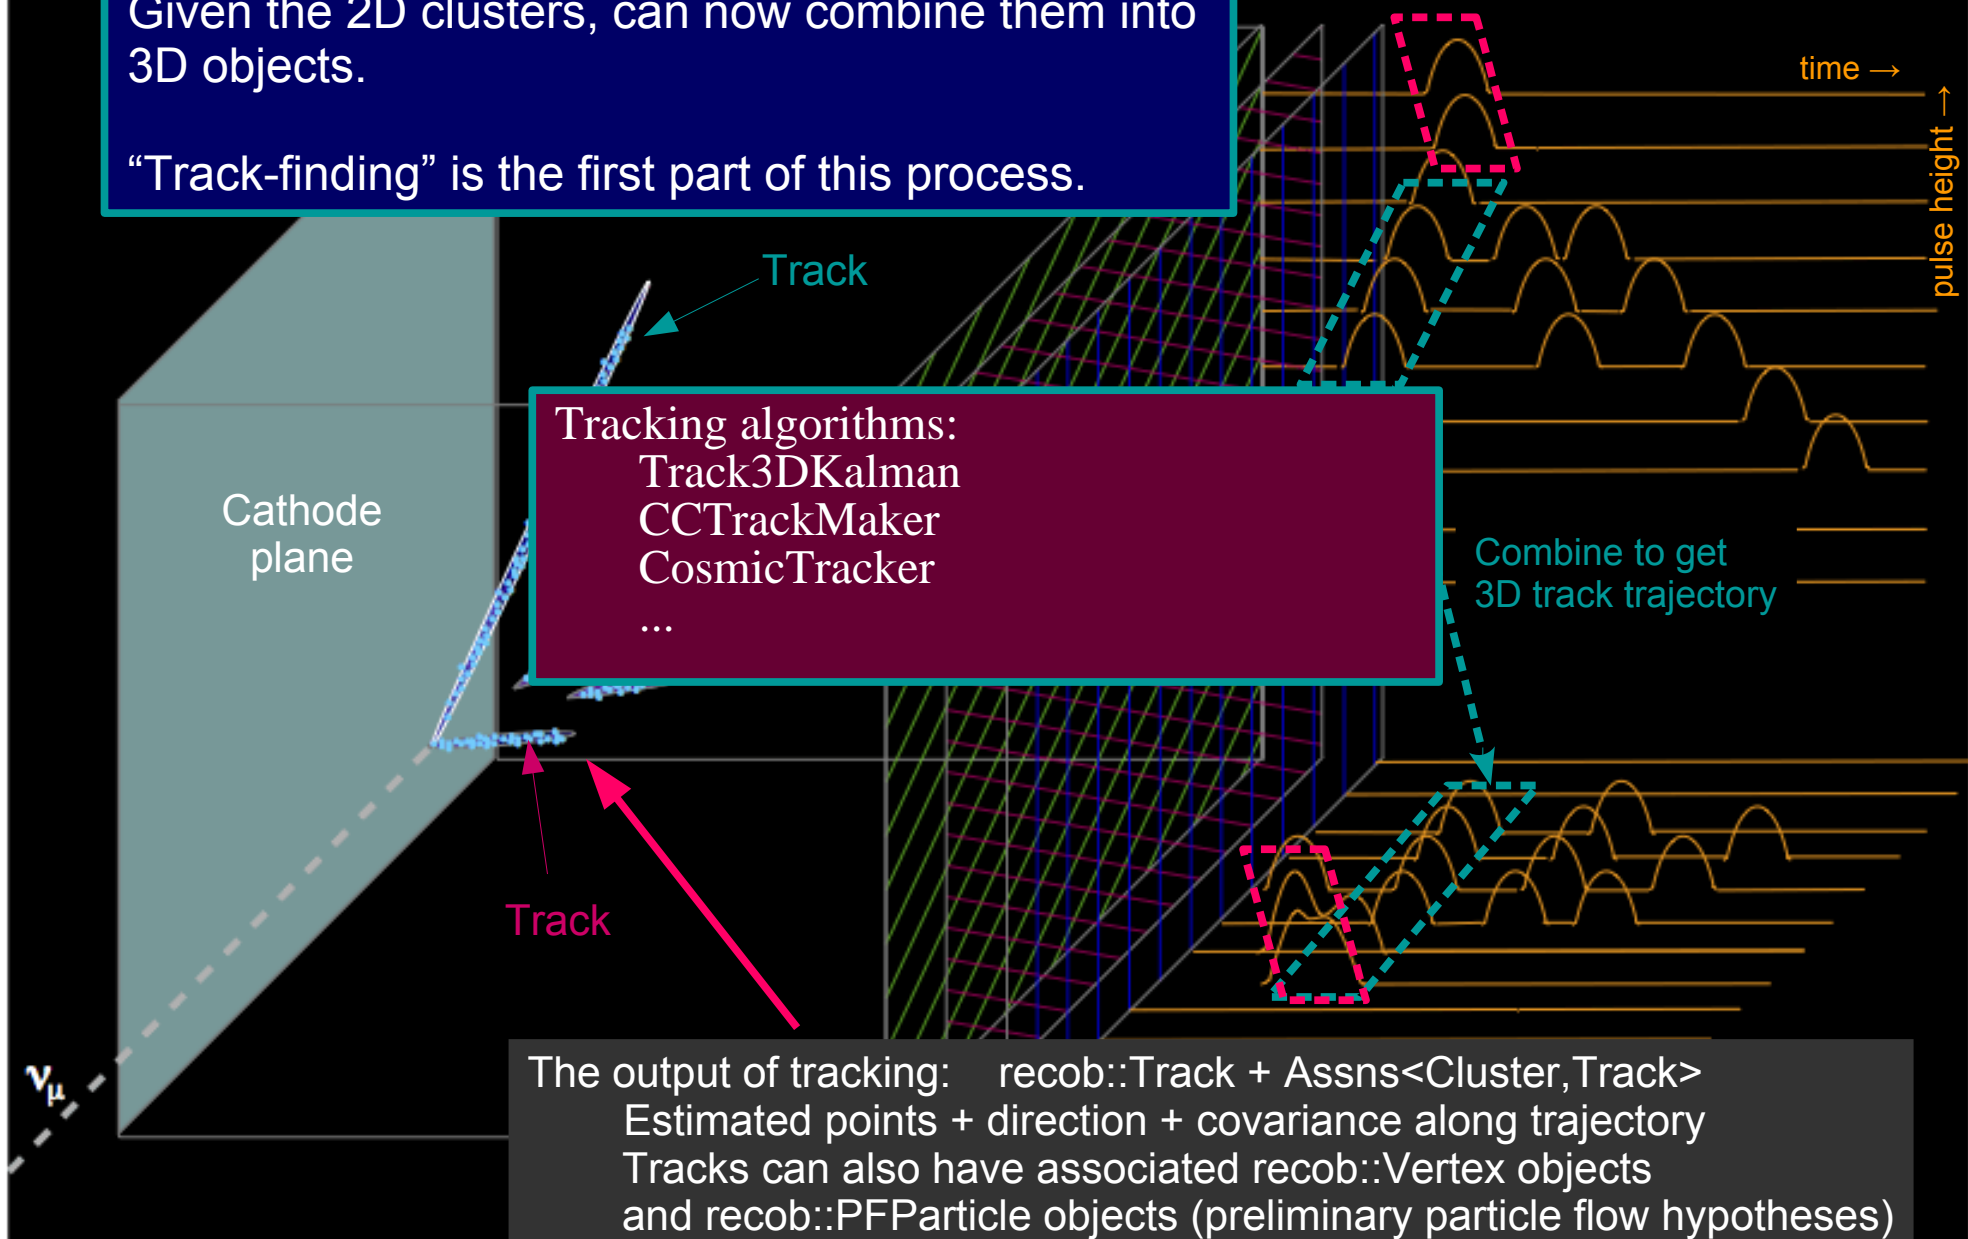 Given the 2D clusters, can now combine them into
3D objects.
“Track-finding” is the first part of this process.
time →
pulse height →
Track
Tracking algorithms:
Track3DKalman
CCTrackMaker
CosmicTracker
...
Cathode
plane
Combine to get
3D track trajectory
Track
νμ
The output of tracking: recob::Track + Assns<Cluster,Track>
Estimated points + direction + covariance along trajectory
Tracks can also have associated recob::Vertex objects
and recob::PFParticle objects (preliminary particle flow hypotheses)